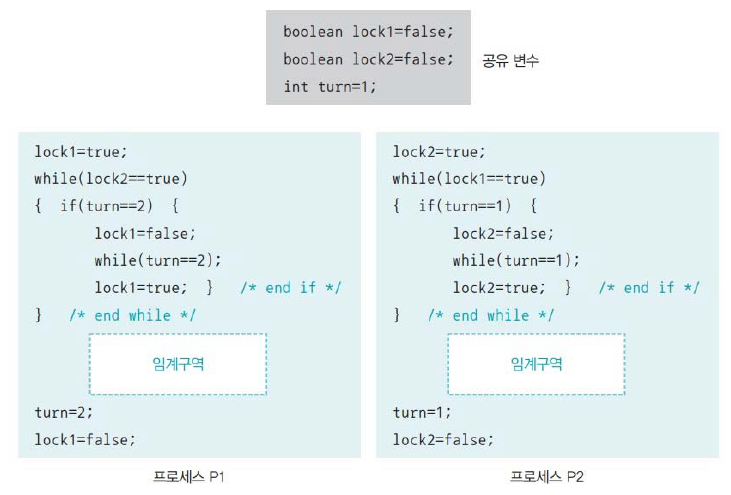 boolean lock1=false;
boolean lock2=false;
int turn=1;
공유 변수
lock1=true;
while(lock2==true)
{ if(turn==2) {
lock1=false;
while(turn==2);
lock1=true; } /* end if */
} /* end while */
임계구역
turn=2;
lock1=false;
프로세스 P1
lock2=true;
while(lock1==true)
{ if(turn==1) {
lock2=false;
while(turn==1);
lock2=true; } /* end if */
} /* end while */
임계구역
turn=1;
lock2=false;
프로세스 P2